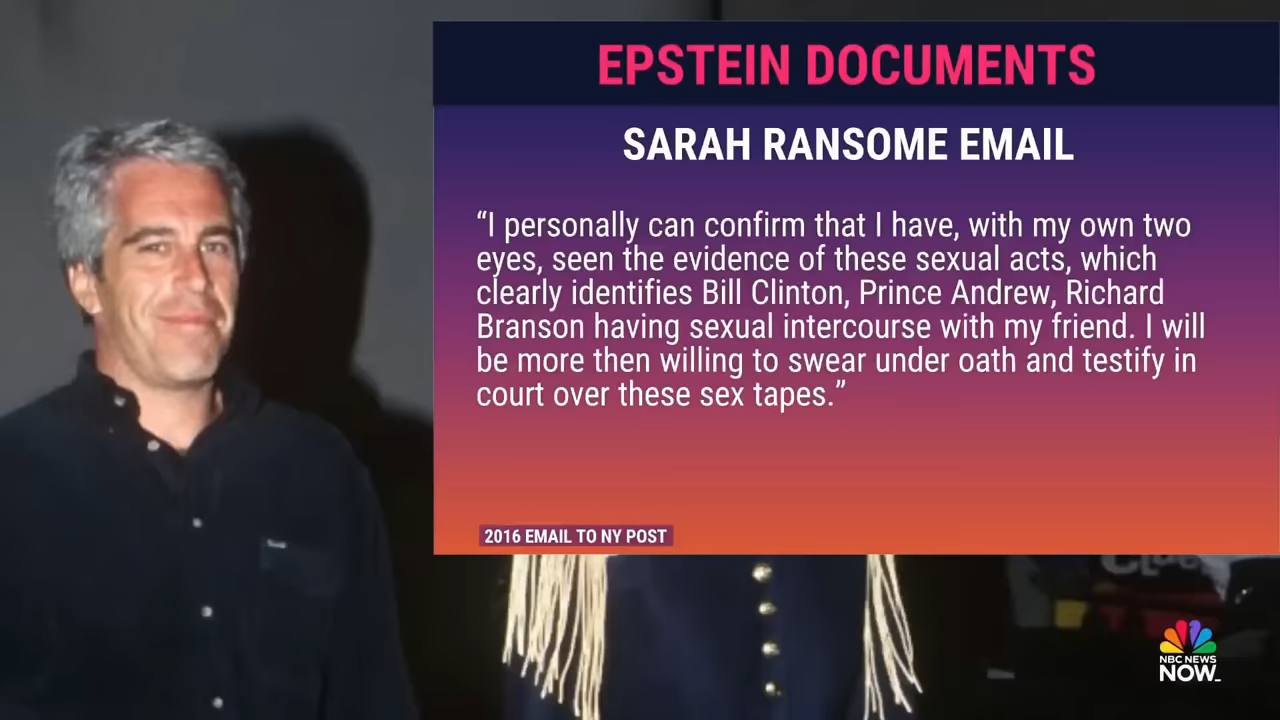 EPSTEIN DOCUMENTS
SARAH RANSOME EMAIL
“I personally can confirm that I have, with my own two
eyes, seen the evidence of these sexual acts, which
clearly identifies Bill Clinton, Prince Andrew, Richard
Branson having sexual intercourse with my friend. I will
be more then willing to swear under oath and testify in
court over these sex tapes.”
2016 EMAIL TO NY POST
NBC NEWS
NOW